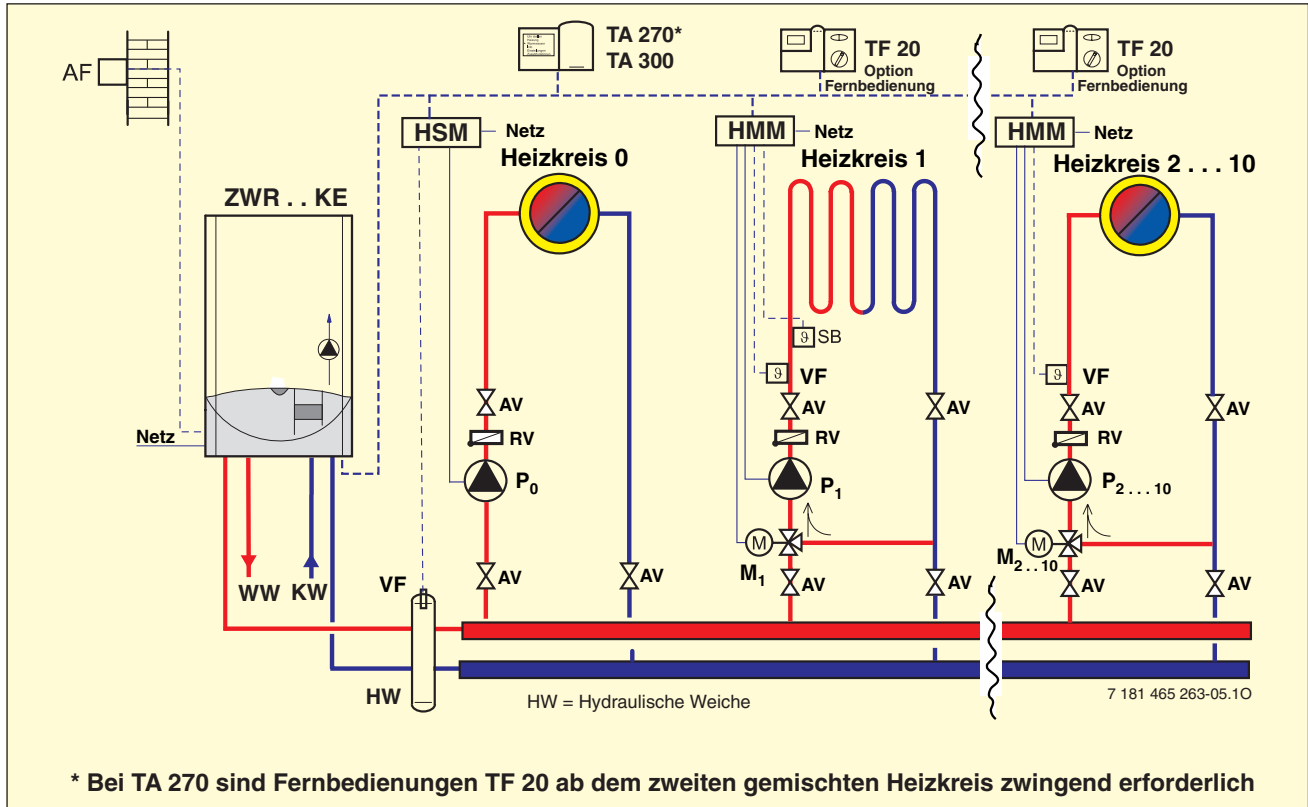 AF
TA 270*
TA 300
TF 20
Option
Fernbedienung
TF 20
Option
Fernbedienung
HSM
Netz
HMM
Netz
HMM
Netz
Heizkreis 0
Heizkreis 1
Heizkreis 2 . . . 10
ZWR . . KE
ϑ SB
ϑ VF
ϑ VF
AV
AV
AV
AV
AV
RV
RV
RV
Netz
P0
P1
P2 . . . 10
M
M1
M
M2 . . 10
AV
AV
AV
AV
AV
AV
WW
KW
VF
HW
HW = Hydraulische Weiche
7 181 465 263-05.1O
* Bei TA 270 sind Fernbedienungen TF 20 ab dem zweiten gemischten Heizkreis zwingend erforderlich